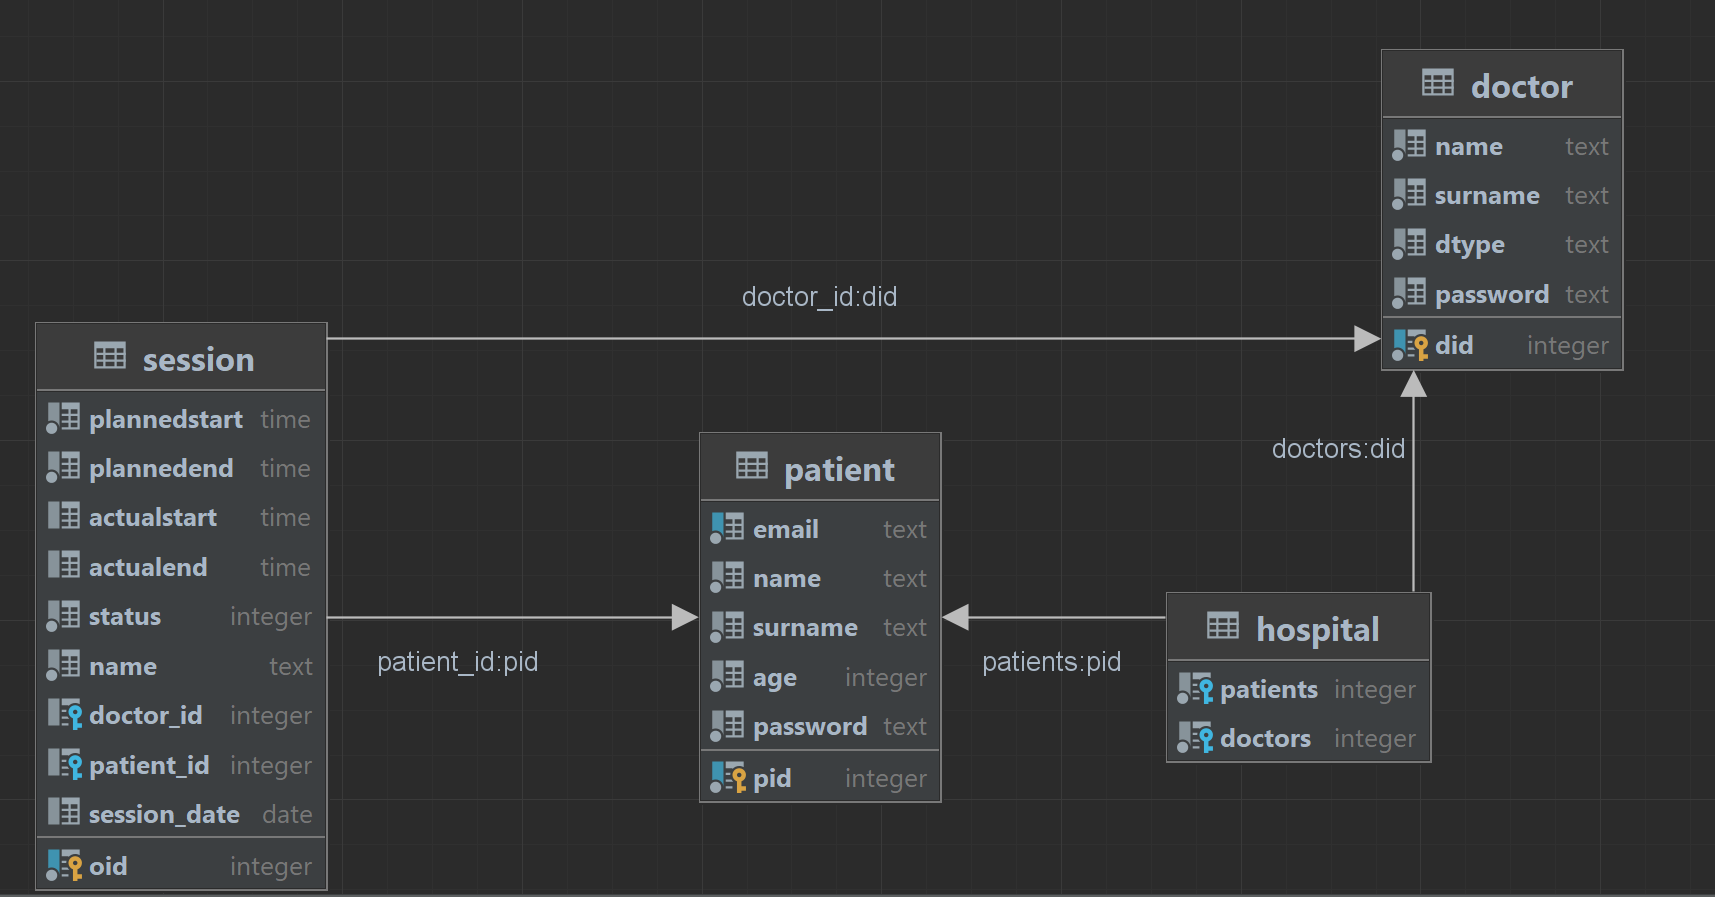 doctor
name text
surname text
dtype text
password text
did integer
doctor_id:did
session
plannedstart time
plannedend time
actualstart time
actualend time
status integer
name text
doctor_id integer
patient_id integer
session_date date
oid integer
patient_id:pid
patient
email text
name text
surname text
age integer
password text
pid integer
patients:pid
doctors:did
hospital
patients integer
doctors integer